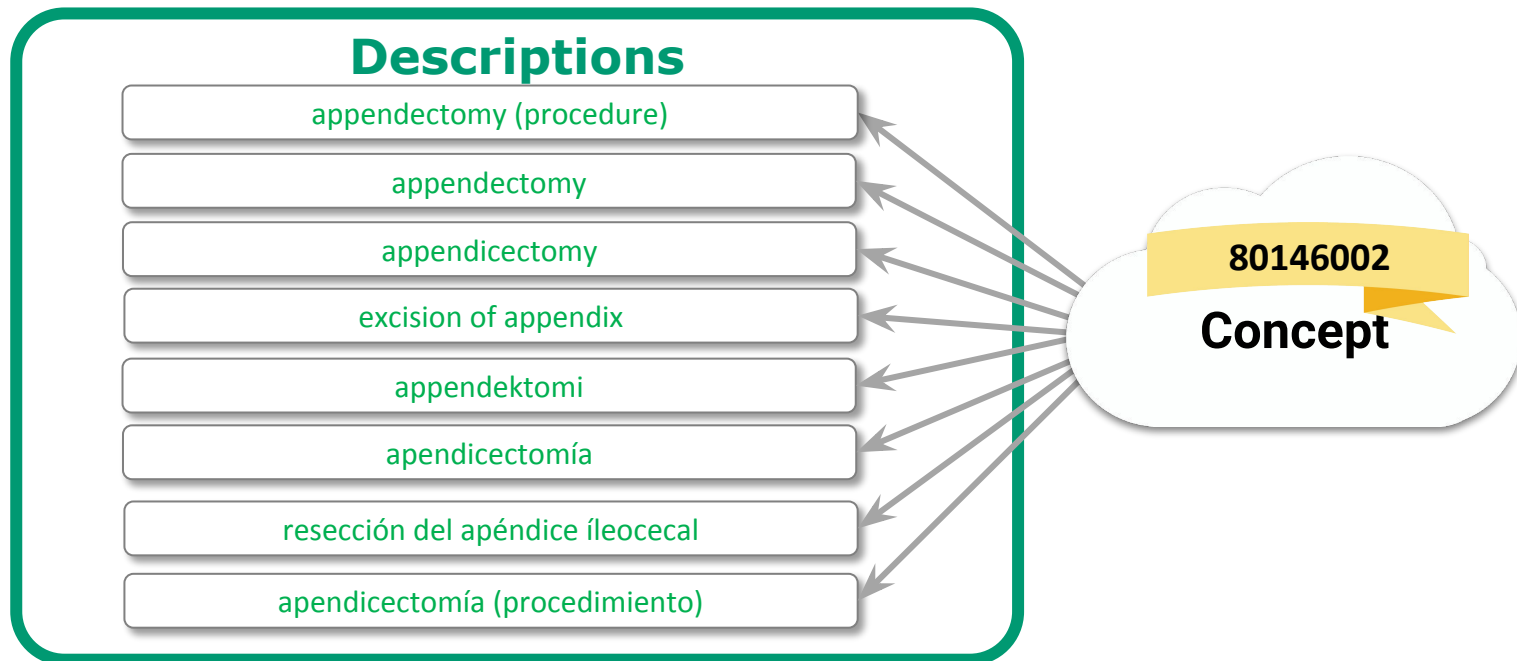 Descriptions
appendectomy (procedure)
appendectomy
appendicectomy
excision of appendix
appendektomi
apendicectomía
resección del apéndice íleocecal
apendicectomía (procedimiento)
80146002
Concept